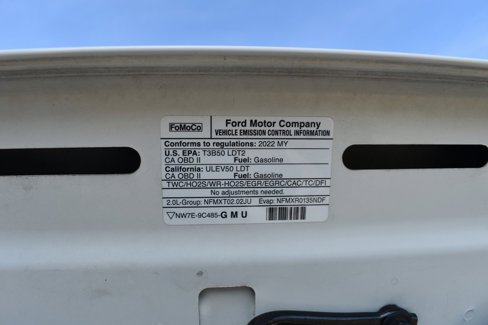 FoMoCo
Ford Motor Company
VEHICLE EMISSION CONTROL INFORMATION
Conforms to regulations: 2022 MY
U.S. EPA: T3B50 LDT2
CA OBD II Fuel: Gasoline
California: ULEV50 LDT
CA OBD II Fuel: Gasoline
TWC/HO2S/WR-HO2S/EGR/EGRC/CAC/TC/DFI
No adjustments needed.
2.0L-Group: NFMXT02.02JU Evap: NFMXR0135NDF
NW7E-9C485-GMU